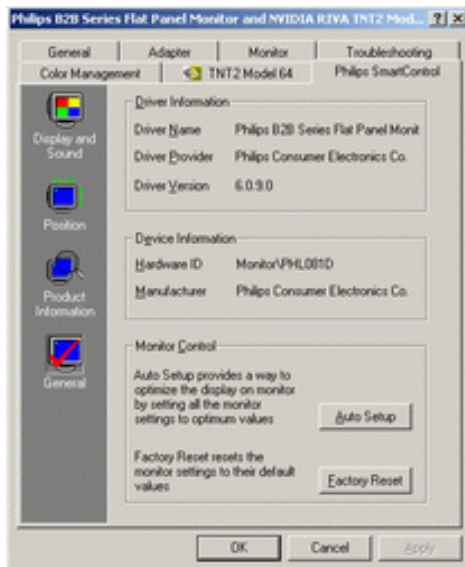 Philips B2B Series Flat Panel Monitor and NVIDIA RIVA TNT2 Mod...
General Adapter Monitor Troubleshooting
Color Management TNT2 Model 64 Philips SmartControl
Display and
Sound
Position
Product
Information
General
Driver Information
Driver Name Philips B2B Series Flat Panel Monit
Driver Provider Philips Consumer Electronics Co.
Driver Version 6.0.9.0
Device Information
Hardware ID Monitor\PHL081D
Manufacturer Philips Consumer Electronics Co.
Monitor Control
Auto Setup provides a way to
optimize the display on monitor
by setting all the monitor
settings to optimum values
Auto Setup
Factory Reset resets the
monitor settings to their default
values
Factory Reset
OK Cancel Apply